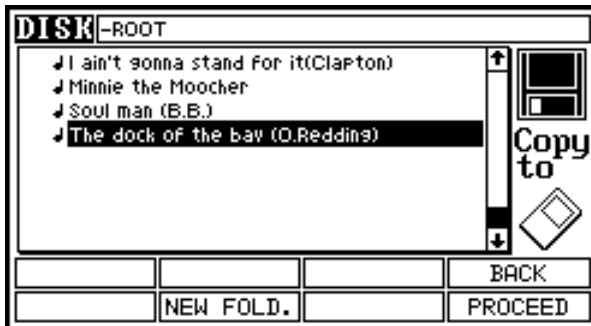 DISK -ROOT
I ain't gonna stand for it(Clapton)
Minnie the Moocher
Soul man (B.B.)
The dock of the bay (O.Redding)
Copy
to
BACK
NEW FOLD. PROCEED